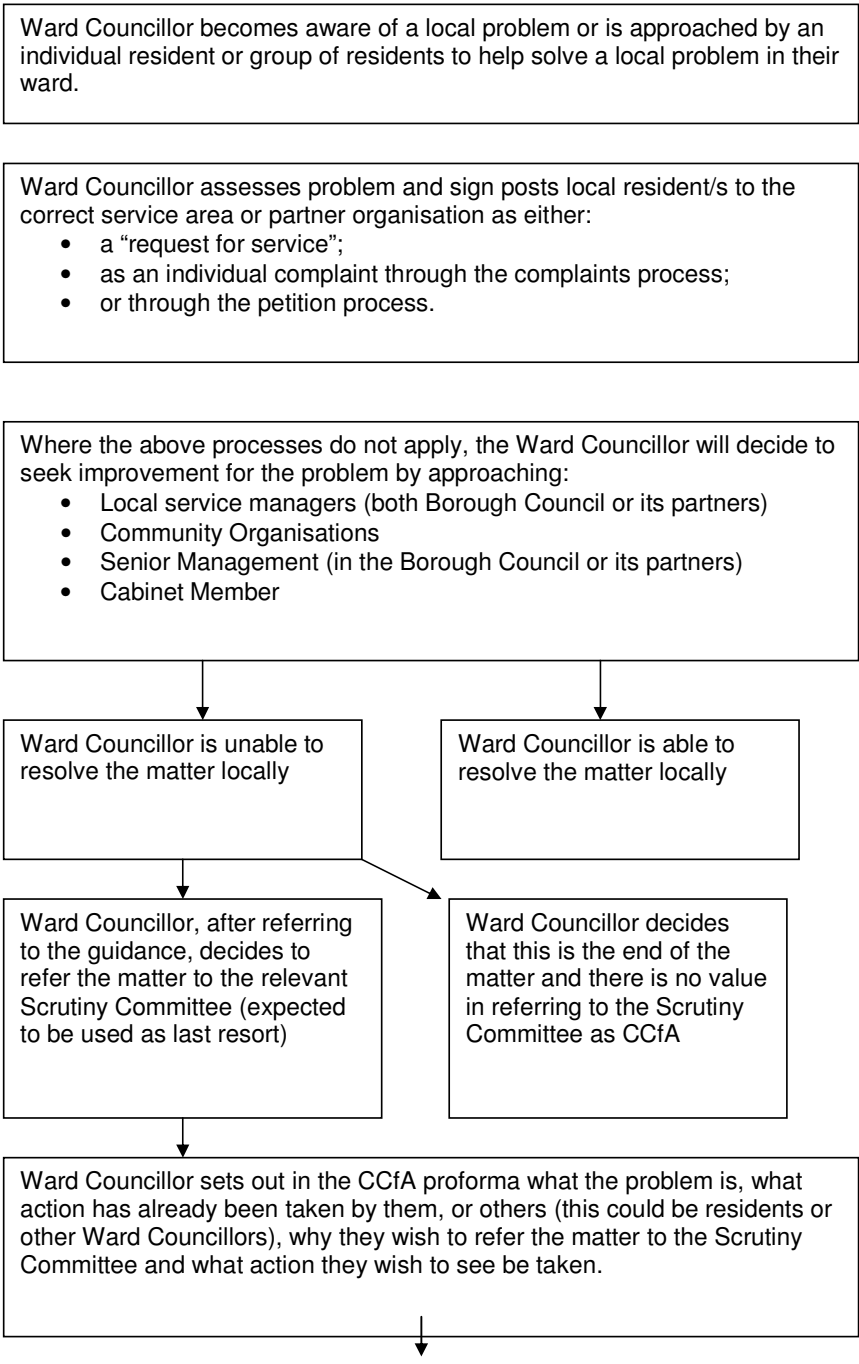 Ward Councillor becomes aware of a local problem or is approached by an
individual resident or group of residents to help solve a local problem in their
ward.
Ward Councillor assesses problem and sign posts local resident/s to the
correct service area or partner organisation as either:
• a “request for service”;
• as an individual complaint through the complaints process;
• or through the petition process.
Where the above processes do not apply, the Ward Councillor will decide to
seek improvement for the problem by approaching:
• Local service managers (both Borough Council or its partners)
• Community Organisations
• Senior Management (in the Borough Council or its partners)
• Cabinet Member
Ward Councillor is unable to
resolve the matter locally
Ward Councillor is able to
resolve the matter locally
Ward Councillor, after referring
to the guidance, decides to
refer the matter to the relevant
Scrutiny Committee (expected
to be used as last resort)
Ward Councillor decides
that this is the end of the
matter and there is no value
in referring to the Scrutiny
Committee as CCfA
Ward Councillor sets out in the CCfA proforma what the problem is, what
action has already been taken by them, or others (this could be residents or
other Ward Councillors), why they wish to refer the matter to the Scrutiny
Committee and what action they wish to see be taken.